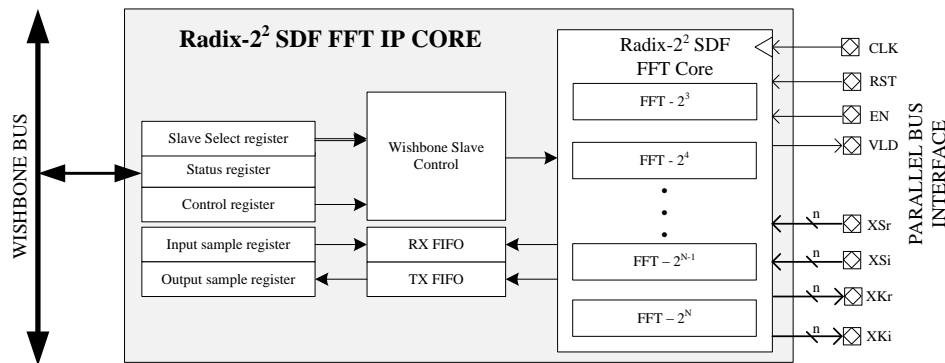 Radix-2² SDF FFT IP CORE
WISHBONE BUS
Slave Select register
Status register
Control register
Input sample register
Output sample register
Wishbone Slave
Control
RX FIFO
TX FIFO
Radix-2² SDF
FFT Core
FFT - 2³
FFT - 2⁴
FFT – 2ᴺ⁻¹
FFT – 2ᴺ
CLK
RST
EN
VLD
n XSr
n XSi
n XKr
n XKi
PARALLEL BUS
INTERFACE